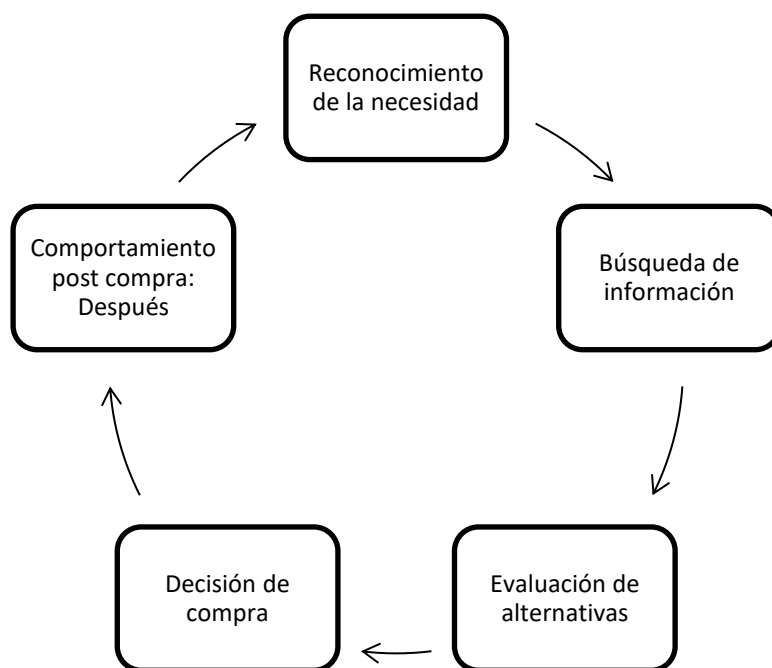 Reconocimiento
de la necesidad
Búsqueda de
información
Evaluación de
alternativas
Decisión de
compra
Comportamiento
post compra:
Después